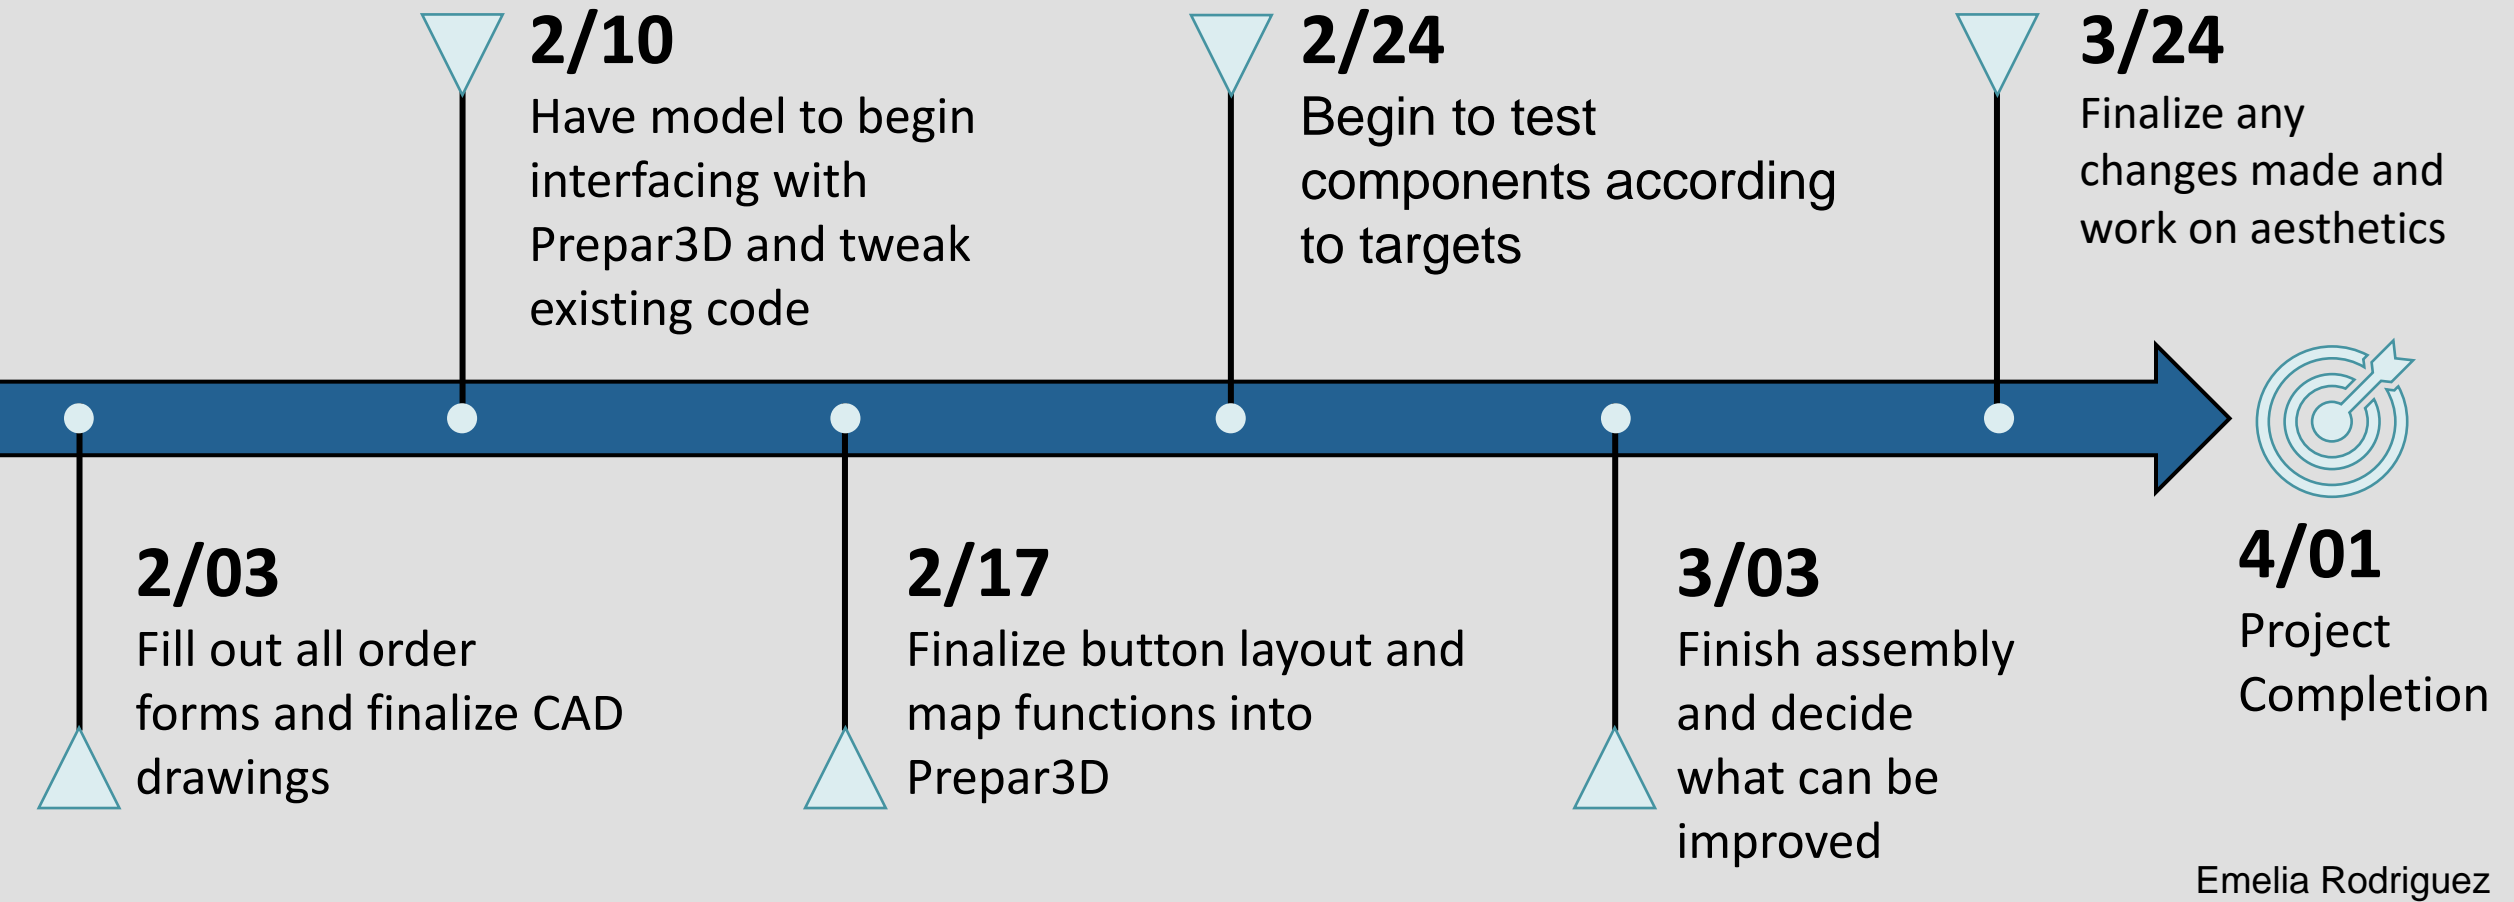 2/10
Have model to begin
interfacing with
Prepar3D and tweak
existing code
2/24
Begin to test
components according
to targets
3/24
Finalize any
changes made and
work on aesthetics
2/03
Fill out all order
forms and finalize CAD
drawings
2/17
Finalize button layout and
map functions into
Prepar3D
3/03
Finish assembly
and decide
what can be
improved
4/01
Project
Completion
Emelia Rodriguez